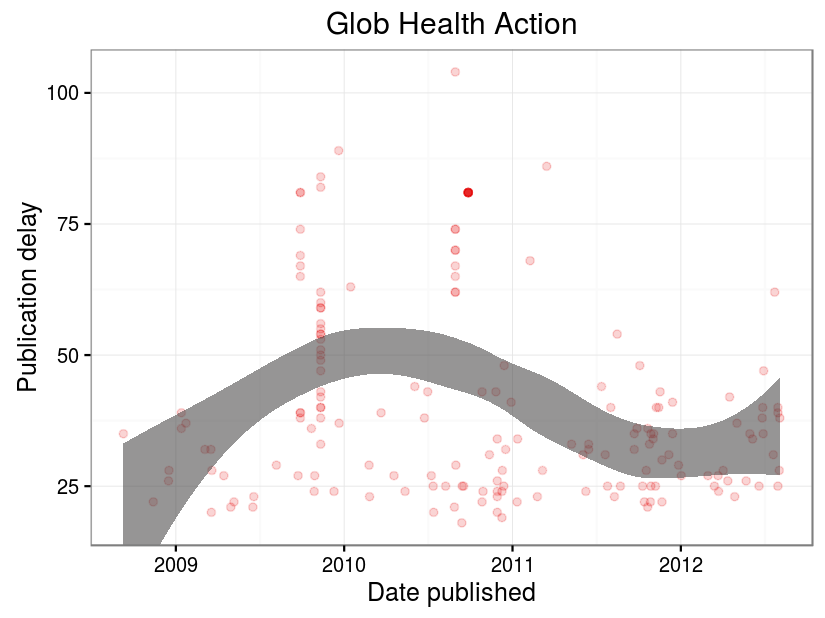 Glob Health Action
Publication delay
100
75
50
25
2009 2010 2011 2012
Date published